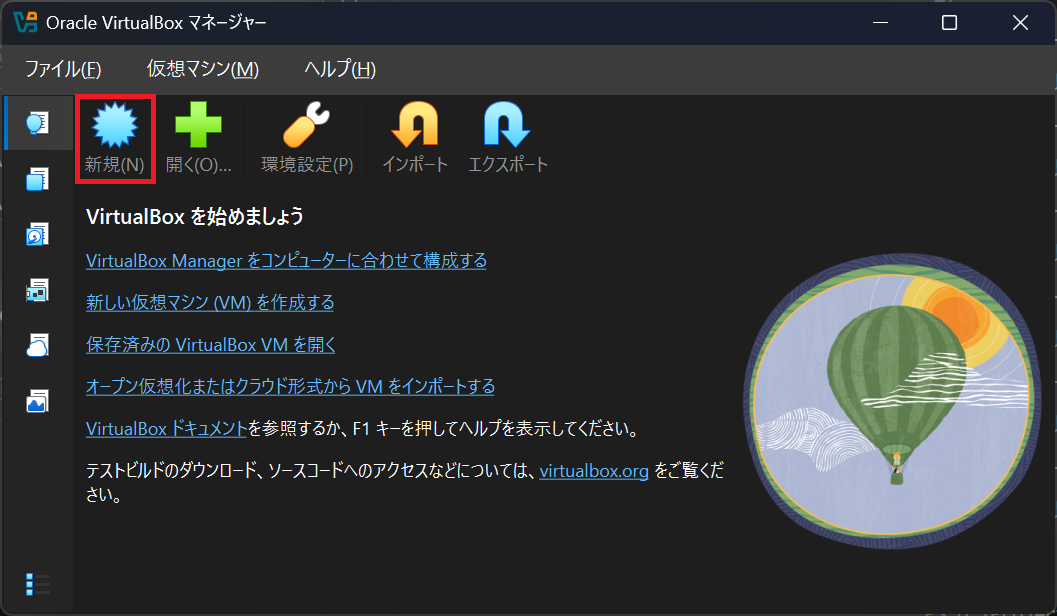 Oracle VirtualBox マネージャー
ファイル(F)
仮想マシン(M)
ヘルプ(H)
新規(N)
開く(O)...
環境設定(P)
インポート
エクスポート
VirtualBox を始めましょう
VirtualBox Manager をコンピューターに合わせて構成する
新しい仮想マシン (VM) を作成する
保存済みの VirtualBox VM を開く
オープン仮想化またはクラウド形式から VM をインポートする
VirtualBox ドキュメントを参照するか、F1 キーを押してヘルプを表示してください。
テストビルドのダウンロード、ソースコードへのアクセスなどについては、virtualbox.org をご覧くだ
さい。